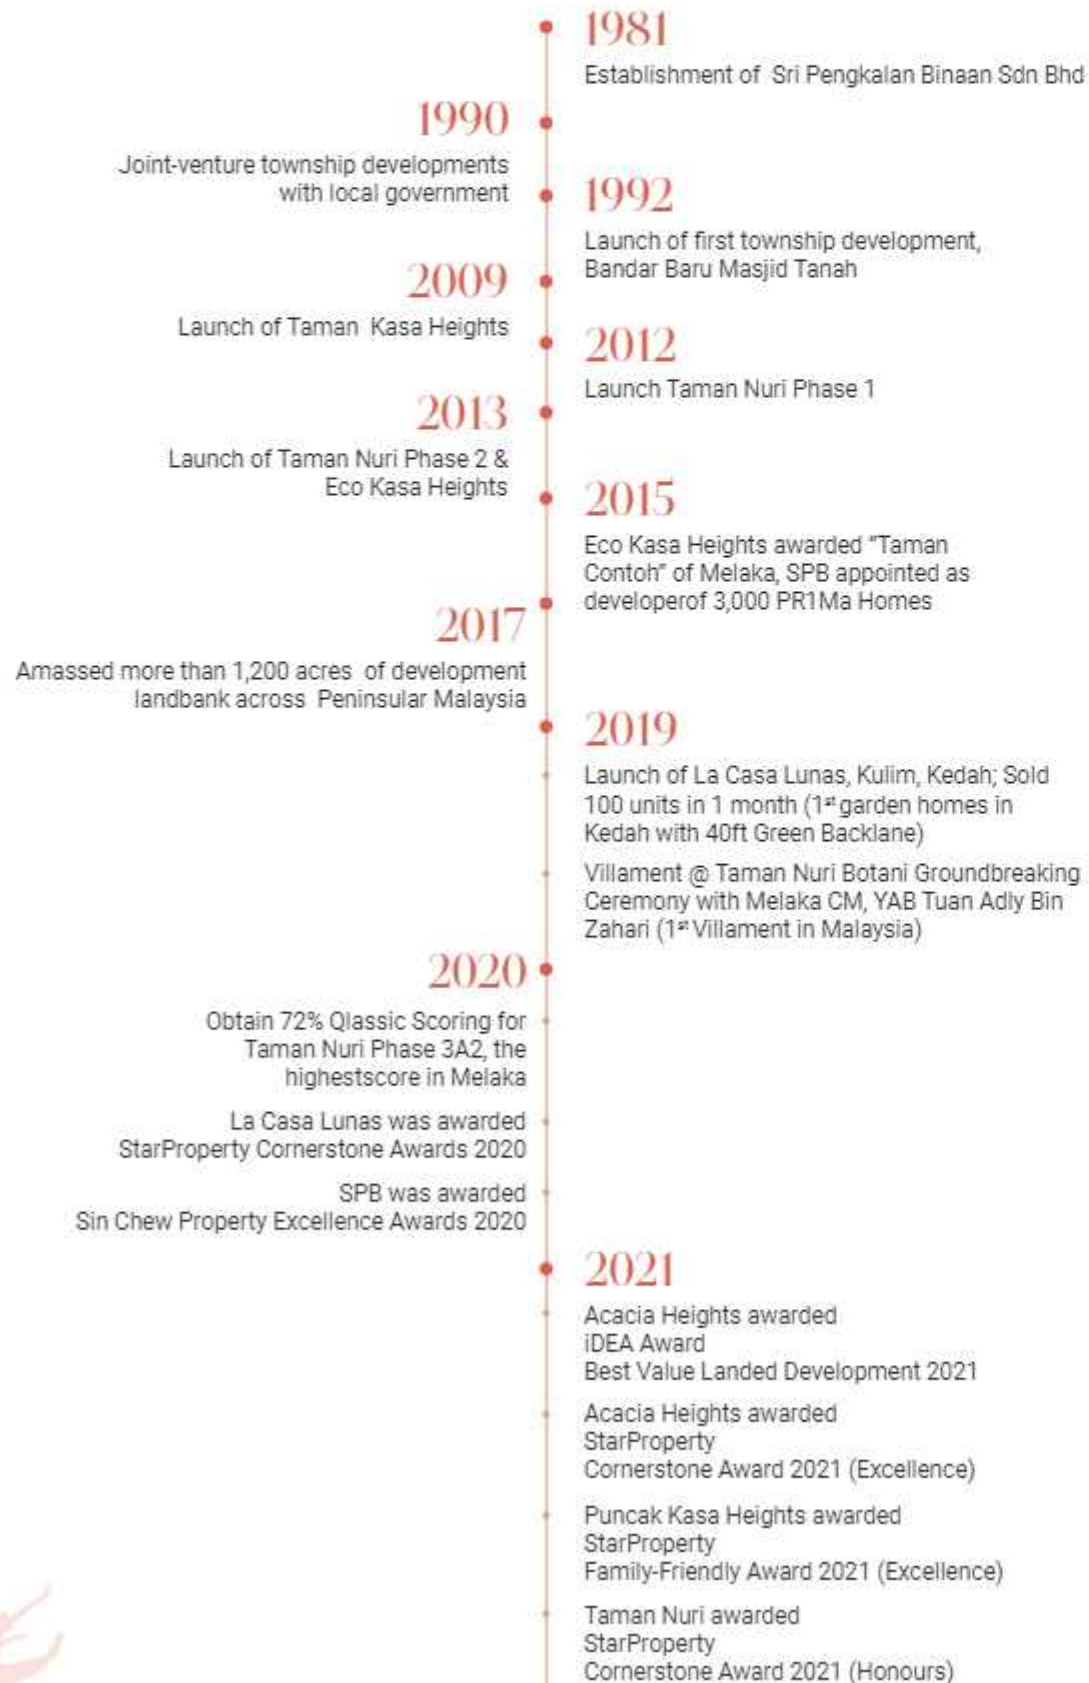 1981
Establishment of Sri Pengkalan Binaan Sdn Bhd
1990
Joint-venture township developments
with local government
1992
Launch of first township development,
Bandar Baru Masjid Tanah
2009
Launch of Taman Kasa Heights
2012
Launch Taman Nuri Phase 1
2013
Launch of Taman Nuri Phase 2 &
Eco Kasa Heights
2015
Eco Kasa Heights awarded "Taman
Contoh" of Melaka, SPB appointed as
developerof 3,000 PR1Ma Homes
2017
Amassed more than 1,200 acres of development
landbank across Peninsular Malaysia
2019
Launch of La Casa Lunas, Kulim, Kedah; Sold
100 units in 1 month (1st garden homes in
Kedah with 40ft Green Backlane)
Villament @ Taman Nuri Botani Groundbreaking
Ceremony with Melaka CM, YAB Tuan Adly Bin
Zahari (1st Villament in Malaysia)
2020
Obtain 72% Qlassic Scoring for
Taman Nuri Phase 3A2, the
highestscore in Melaka
La Casa Lunas was awarded
StarProperty Cornerstone Awards 2020
SPB was awarded
Sin Chew Property Excellence Awards 2020
2021
Acacia Heights awarded
iDEA Award
Best Value Landed Development 2021
Acacia Heights awarded
StarProperty
Cornerstone Award 2021 (Excellence)
Puncak Kasa Heights awarded
StarProperty
Family-Friendly Award 2021 (Excellence)
Taman Nuri awarded
StarProperty
Cornerstone Award 2021 (Honours)